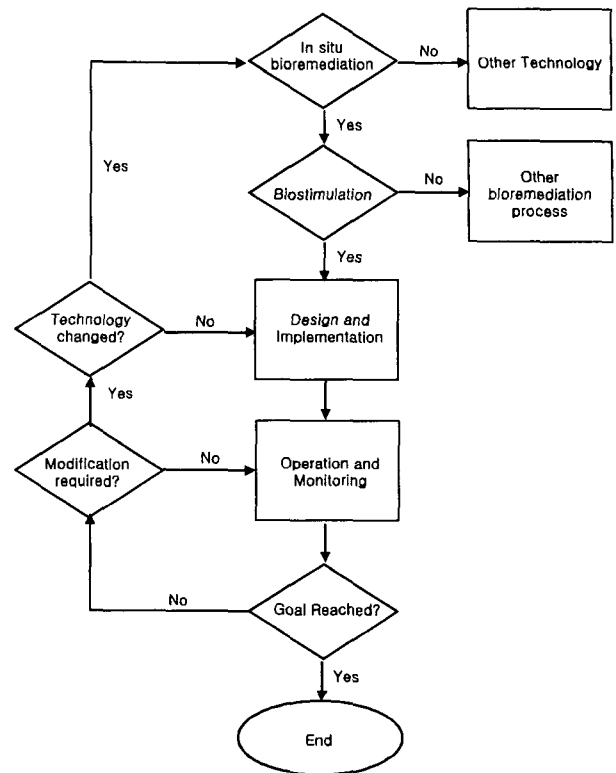 In situ
bioremediation
No
Other Technology
Yes
Biostimulation
No
Other
bioremediation
process
Yes
Yes
Technology
changed?
No
Design and
Implementation
Yes
Modification
required?
No
Operation and
Monitoring
No
Goal Reached?
Yes
End